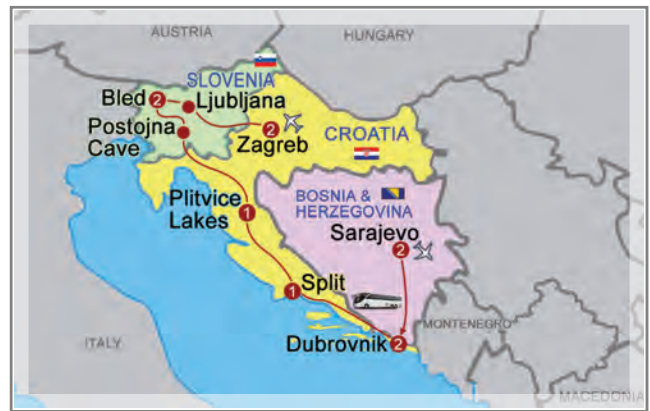 AUSTRIA
HUNGARY
SLOVENIA
Bled
2
Ljubljana
Postojna
Cave
2
Zagreb
CROATIA
Plitvice
Lakes
1
BOSNIA &
HERZEGOVINA
Sarajevo
2
Split
1
MONTENEGRO
ITALY
Dubrovnik
2
MACEDONIA